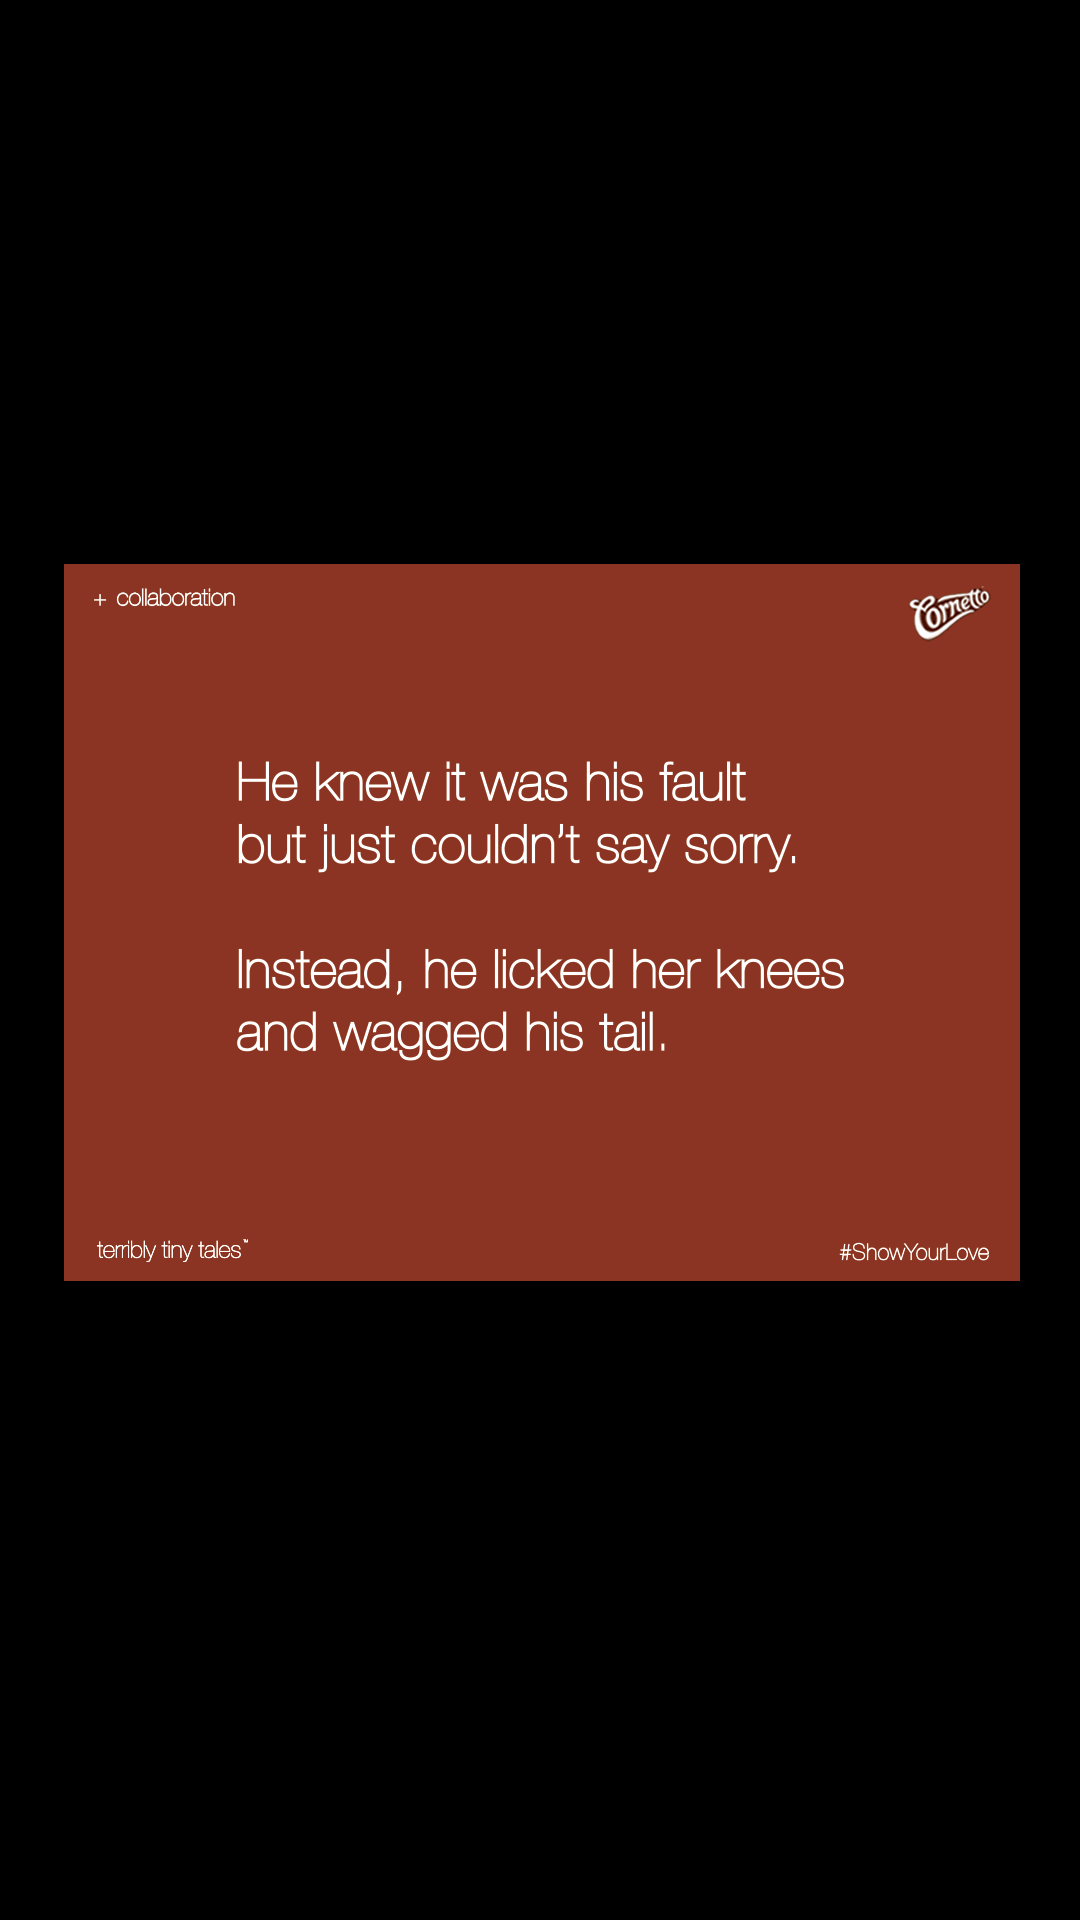 + collaboration
Cornetto
He knew it was his fault
but just couldn’t say sorry.
Instead, he licked her knees
and wagged his tail.
terribly tiny tales™
#ShowYourLove